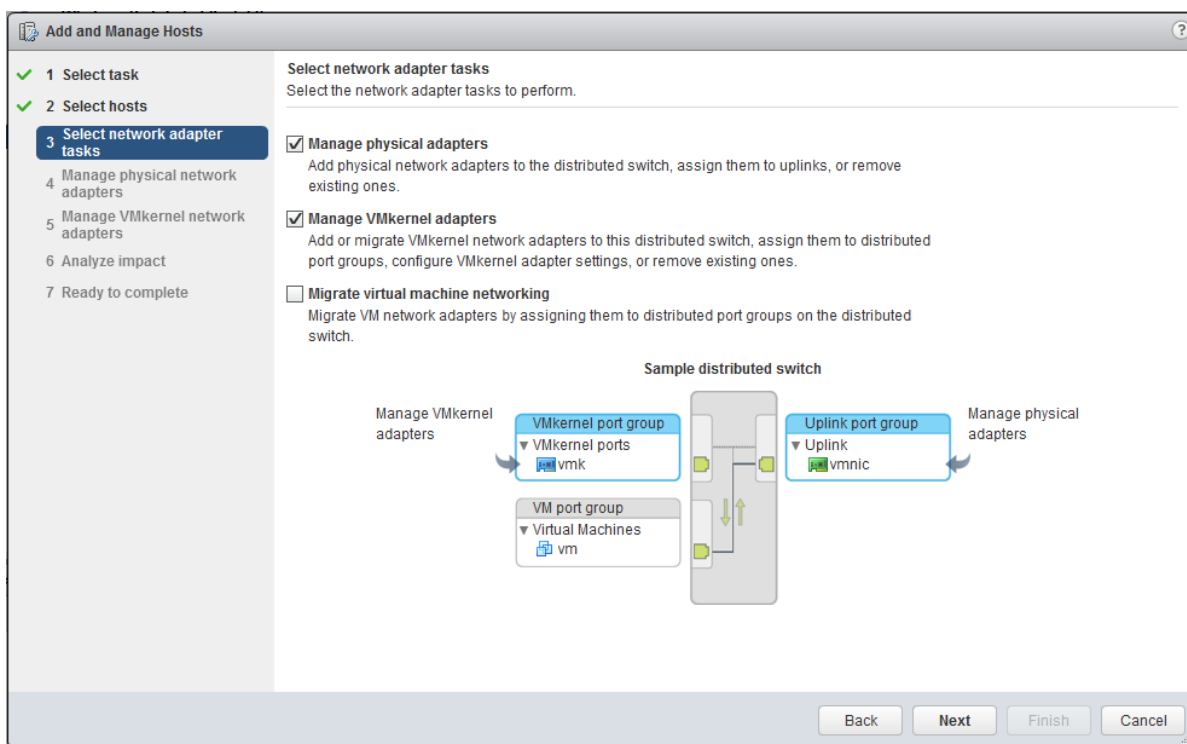 Add and Manage Hosts
?
1 Select task
2 Select hosts
3 Select network adapter
tasks
4 Manage physical network
adapters
5 Manage VMkernel network
adapters
6 Analyze impact
7 Ready to complete
Select network adapter tasks
Select the network adapter tasks to perform.
Manage physical adapters
Add physical network adapters to the distributed switch, assign them to uplinks, or remove
existing ones.
Manage VMkernel adapters
Add or migrate VMkernel network adapters to this distributed switch, assign them to distributed
port groups, configure VMkernel adapter settings, or remove existing ones.
Migrate virtual machine networking
Migrate VM network adapters by assigning them to distributed port groups on the distributed
switch.
Sample distributed switch
Manage VMkernel
adapters
VMkernel port group
VMkernel ports
vmk
VM port group
Virtual Machines
vm
Uplink port group
Uplink
vmnic
Manage physical
adapters
Back
Next
Finish
Cancel